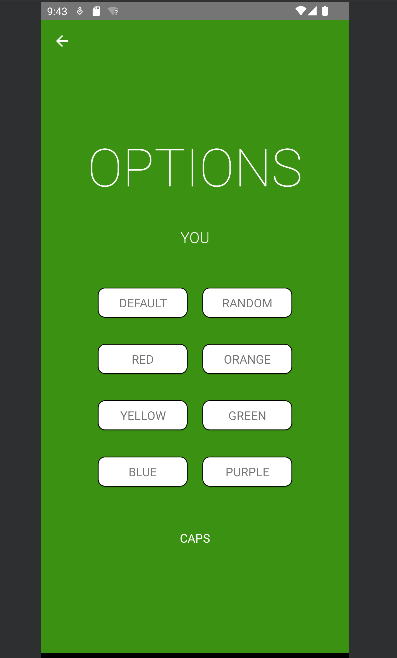 9:43
OPTIONS
YOU
DEFAULT RANDOM
RED ORANGE
YELLOW GREEN
BLUE PURPLE
CAPS